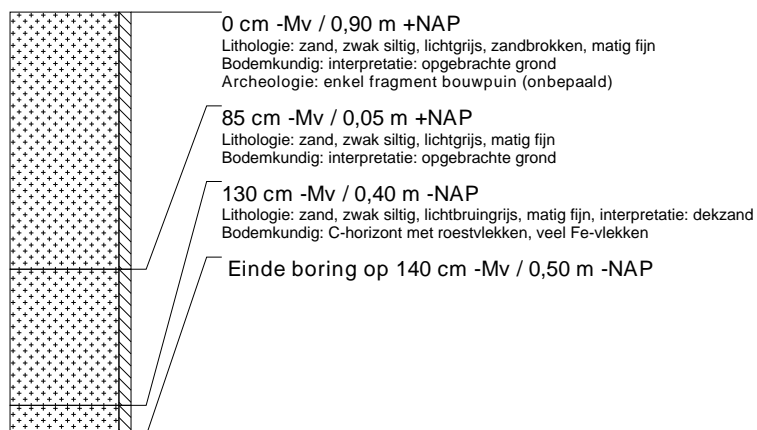 0 cm -Mv / 0,90 m +NAP
Lithologie: zand, zwak siltig, lichtgrijs, zandbrokken, matig fijn
Bodemkundig: interpretatie: opgebrachte grond
Archeologie: enkel fragment bouwpuin (onbepaald)
85 cm -Mv / 0,05 m +NAP
Lithologie: zand, zwak siltig, lichtgrijs, matig fijn
Bodemkundig: interpretatie: opgebrachte grond
130 cm -Mv / 0,40 m -NAP
Lithologie: zand, zwak siltig, lichtbruingrijs, matig fijn, interpretatie: dekzand
Bodemkundig: C-horizont met roestvlekken, veel Fe-vlekken
Einde boring op 140 cm -Mv / 0,50 m -NAP